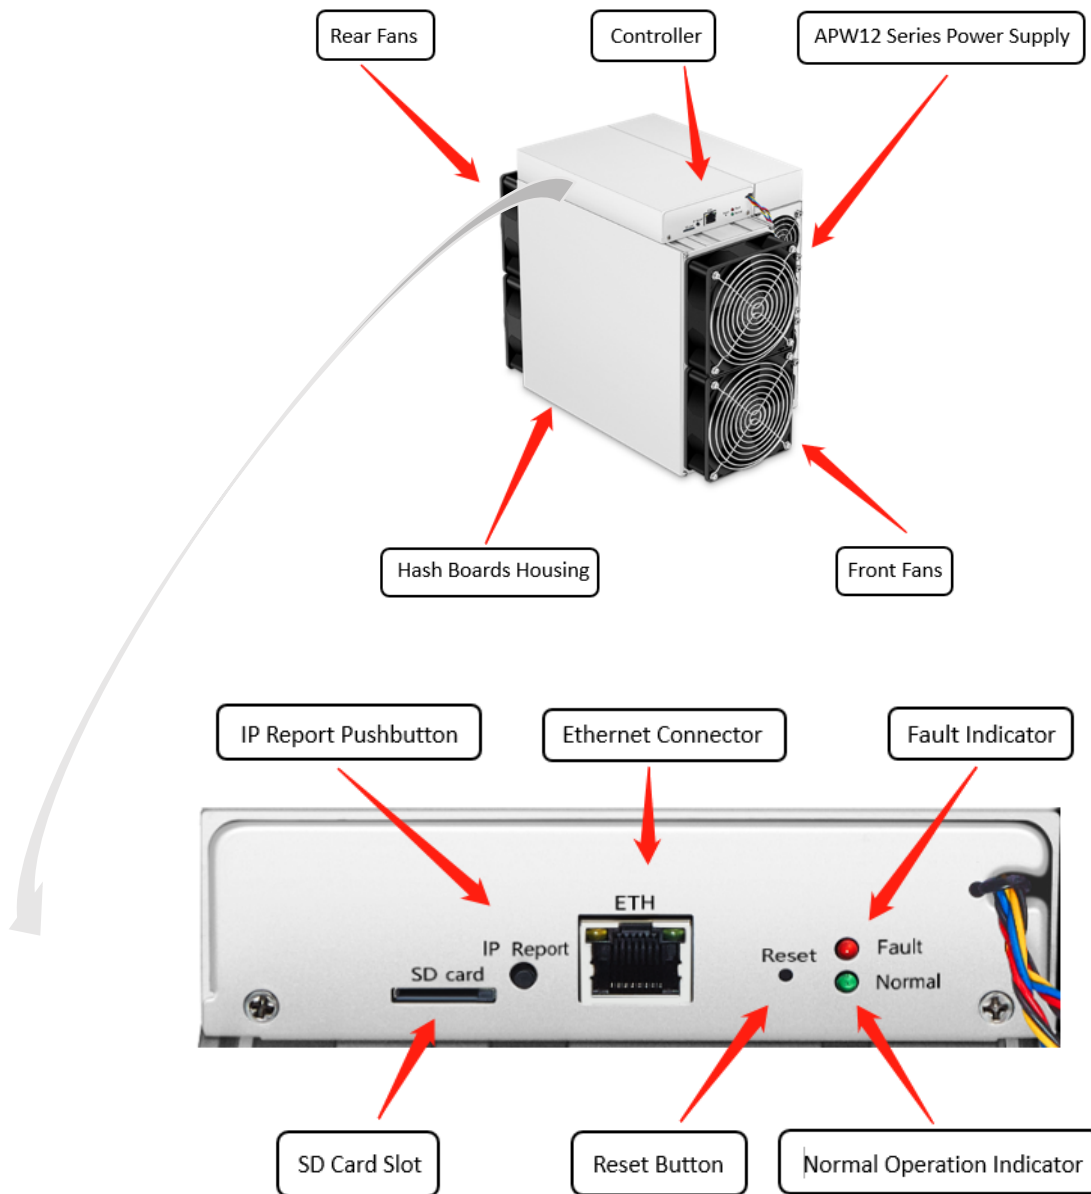 Rear Fans
Controller
APW12 Series Power Supply
Hash Boards Housing
Front Fans
IP Report Pushbutton
Ethernet Connector
Fault Indicator
ETH
IP Report
SD card
Reset
Fault
Normal
SD Card Slot
Reset Button
Normal Operation Indicator